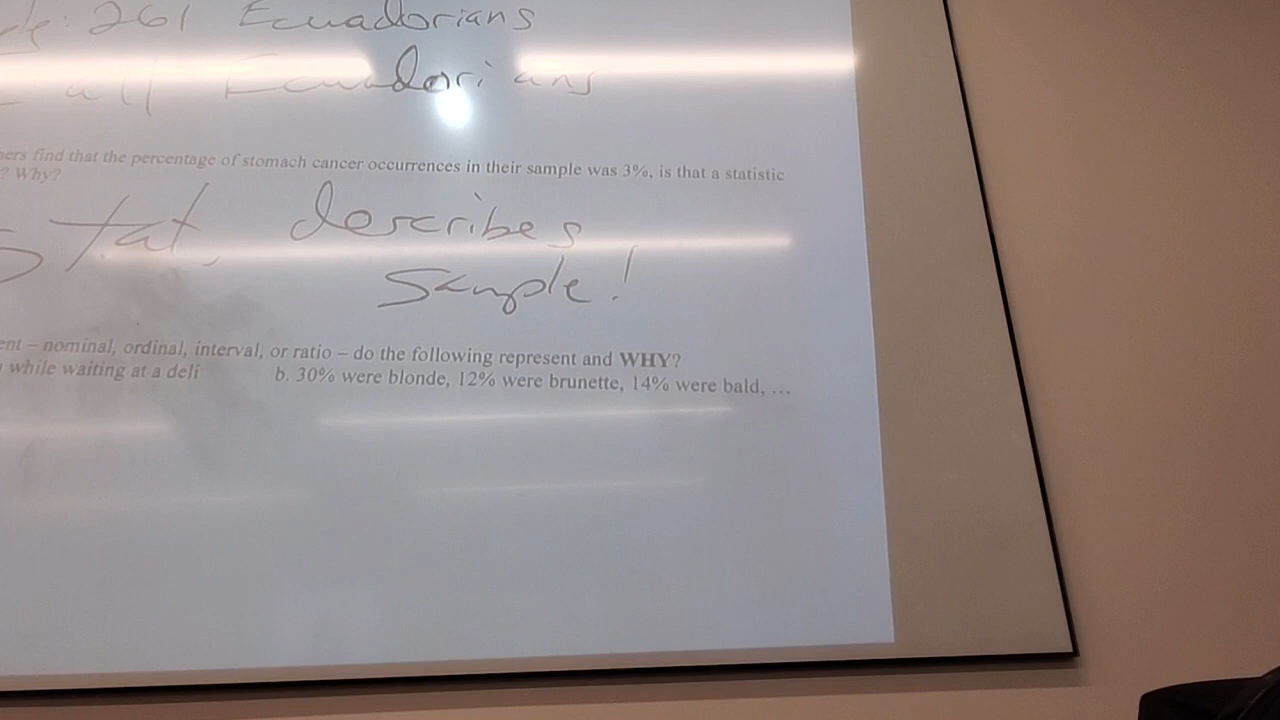 261 Ecuadorians
all Ecuadorians
find that the percentage of stomach cancer occurrences in their sample was 3%, is that a statistic
? Why?
Stat, describes
sample!
– nominal, ordinal, interval, or ratio – do the following represent and WHY?
while waiting at a deli b. 30% were blonde, 12% were brunette, 14% were bald, …